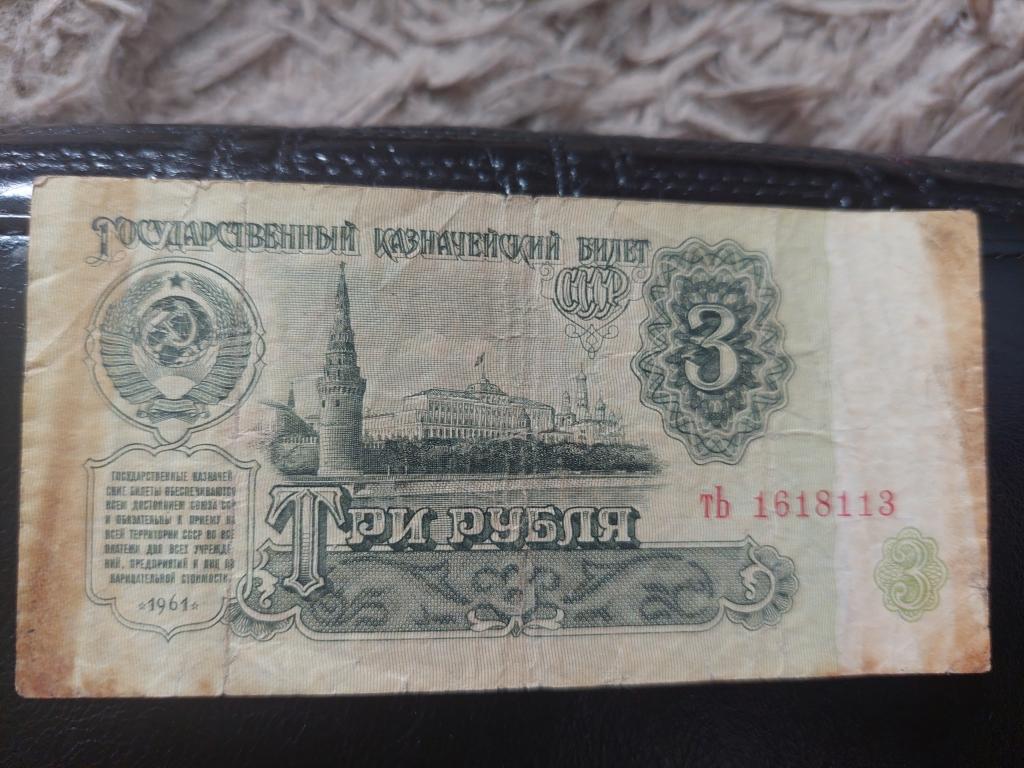 Государственный казначейский билет
СССР
3
ГОСУДАРСТВЕННЫЕ КАЗНАЧЕЙ
СКИЕ БИЛЕТЫ ОБЕСПЕЧИВАЮТСЯ
ВСЕМ ДОСТОЯНИЕМ СОЮЗА ССР
И ОБЯЗАТЕЛЬНЫ К ПРИЕМУ НА
ВСЕЙ ТЕРРИТОРИИ СССР ВО ВСЕ
ПЛАТЕЖИ ДЛЯ ВСЕХ УЧРЕЖДЕ
НИЙ, ПРЕДПРИЯТИЙ И ЛИЦ ПО
НАРИЦАТЕЛЬНОЙ СТОИМОСТИ.
*1961*
Три рубля
тЬ 1618113
3